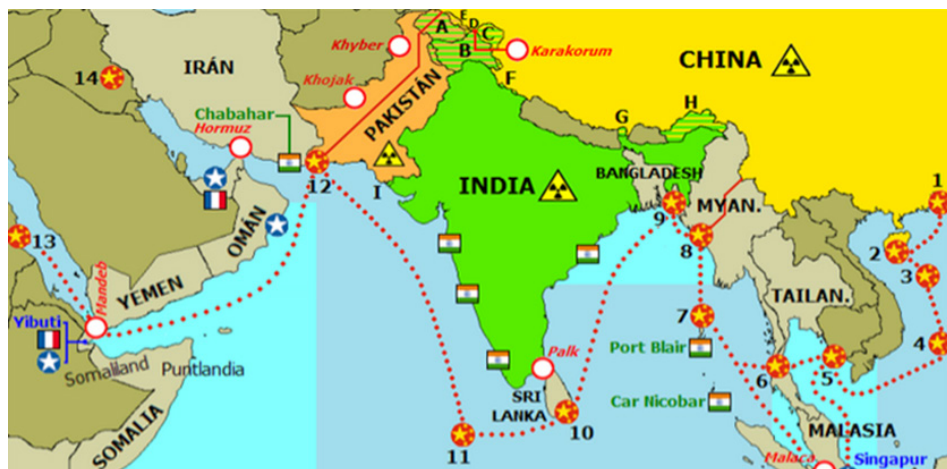 E
A
D
C
Khyber
B
Karakorum
14
IRÁN
CHINA
F
Khojak
PAKISTÁN
Chabahar
Hormuz
G
H
12
I
INDIA
BANGLADESH
MYAN.
1
9
8
2
3
OMÁN
13
Mandeb
YEMEN
TAILAN.
7
4
Yibuti
Port Blair
Somaliland
Puntlandia
Palk
6
5
SRI
LANKA
Car Nicobar
10
11
SOMALIA
MALASIA
Malaca
Singapur